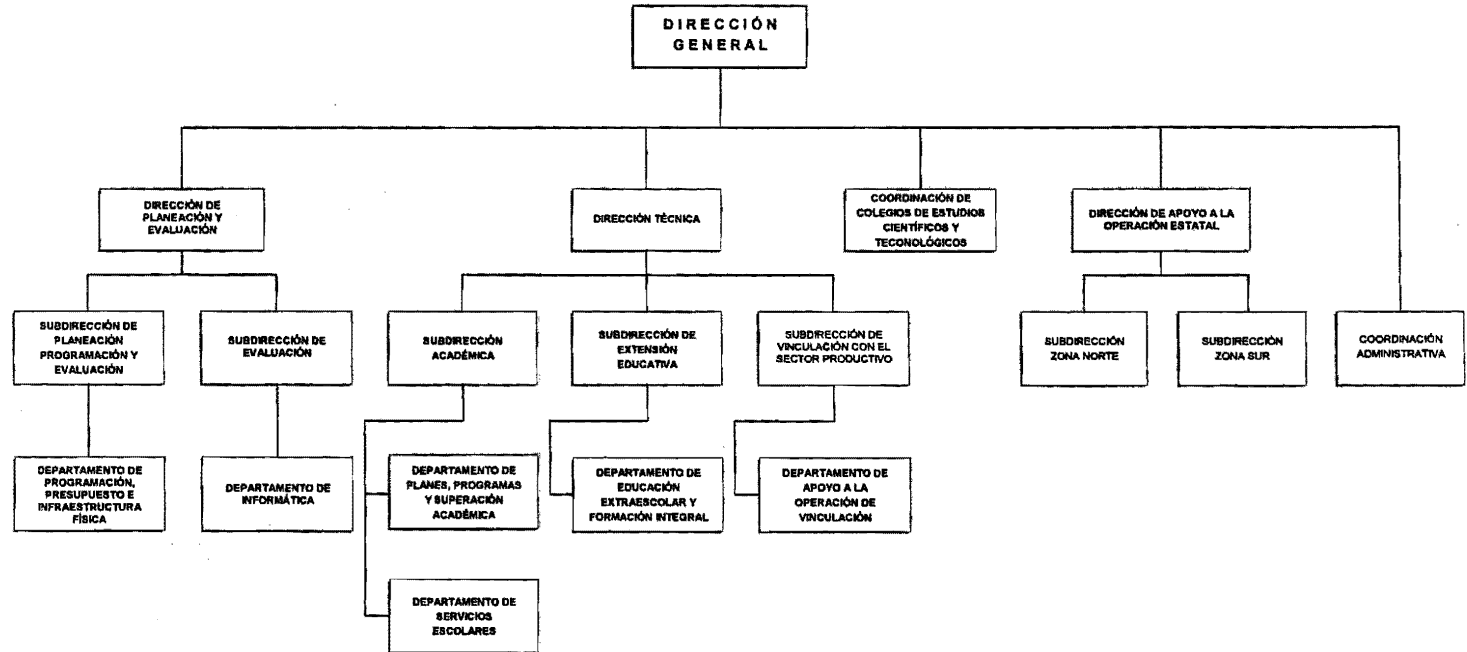 DIRECCIÓN
GENERAL
DIRECCIÓN DE
PLANEACIÓN Y
EVALUACIÓN
DIRECCIÓN TÉCNICA
COORDINACIÓN DE
COLEGIOS DE ESTUDIOS
CIENTÍFICOS Y
TECONOLÓGICOS
DIRECCIÓN DE APOYO A LA
OPERACIÓN ESTATAL
SUBDIRECCIÓN DE
PLANEACIÓN
PROGRAMACIÓN Y
EVALUACIÓN
SUBDIRECCIÓN DE
EVALUACIÓN
SUBDIRECCIÓN
ACADÉMICA
SUBDIRECCIÓN DE
EXTENSIÓN
EDUCATIVA
SUBDIRECCIÓN DE
VINCULACIÓN CON EL
SECTOR PRODUCTIVO
SUBDIRECCIÓN
ZONA NORTE
SUBDIRECCIÓN
ZONA SUR
COORDINACIÓN
ADMINISTRATIVA
DEPARTAMENTO DE
PROGRAMACIÓN,
PRESUPUESTO E
INFRAESTRUCTURA
FÍSICA
DEPARTAMENTO DE
INFORMÁTICA
DEPARTAMENTO DE
PLANES, PROGRAMAS
Y SUPERACIÓN
ACADÉMICA
DEPARTAMENTO DE
EDUCACIÓN
EXTRAESCOLAR Y
FORMACIÓN INTEGRAL
DEPARTAMENTO DE
APOYO A LA
OPERACIÓN DE
VINCULACIÓN
DEPARTAMENTO DE
SERVICIOS
ESCOLARES